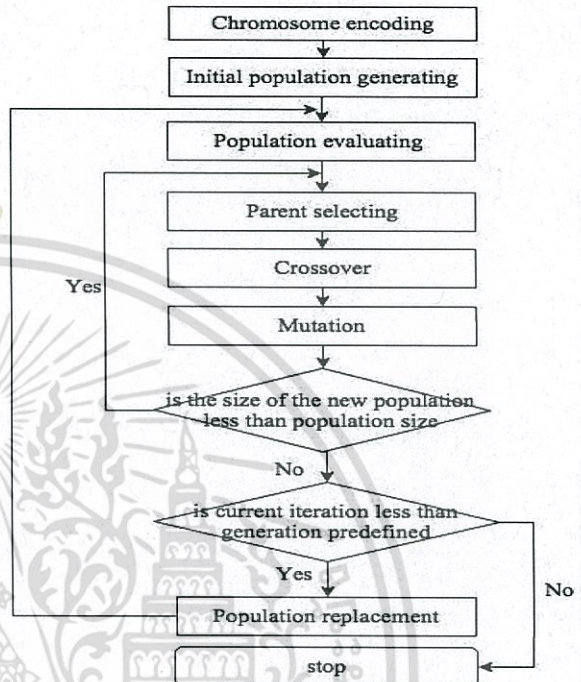 Chromosome encoding
Initial population generating
Population evaluating
Parent selecting
Crossover
Yes
Mutation
is the size of the new population
less than population size
No
is current iteration less than
generation predefined
Yes
No
Population replacement
stop